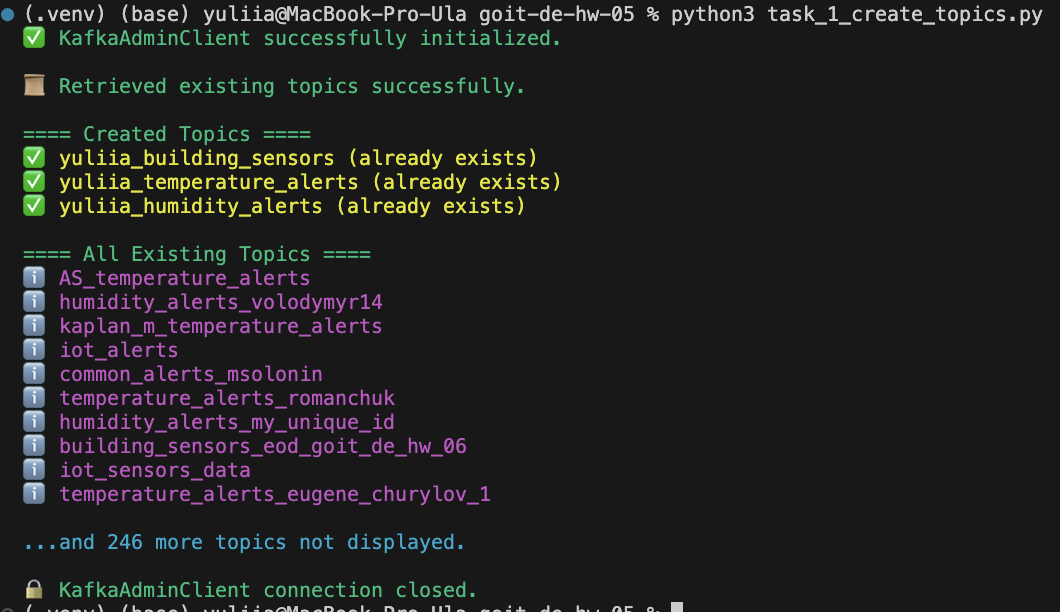 (.venv) (base) yuliia@MacBook-Pro-Ula goit-de-hw-05 % python3 task_1_create_topics.py
✅ KafkaAdminClient successfully initialized.
📜 Retrieved existing topics successfully.
==== Created Topics ====
✅ yuliia_building_sensors (already exists)
✅ yuliia_temperature_alerts (already exists)
✅ yuliia_humidity_alerts (already exists)
==== All Existing Topics ====
ℹ️ AS_temperature_alerts
ℹ️ humidity_alerts_volodymyr14
ℹ️ kaplan_m_temperature_alerts
ℹ️ iot_alerts
ℹ️ common_alerts_msolonin
ℹ️ temperature_alerts_romanchuk
ℹ️ humidity_alerts_my_unique_id
ℹ️ building_sensors_eod_goit_de_hw_06
ℹ️ iot_sensors_data
ℹ️ temperature_alerts_eugene_churylov_1
...and 246 more topics not displayed.
🔒 KafkaAdminClient connection closed.
(.venv) (base) yuliia@MacBook-Pro-Ula goit-de-hw-05 %